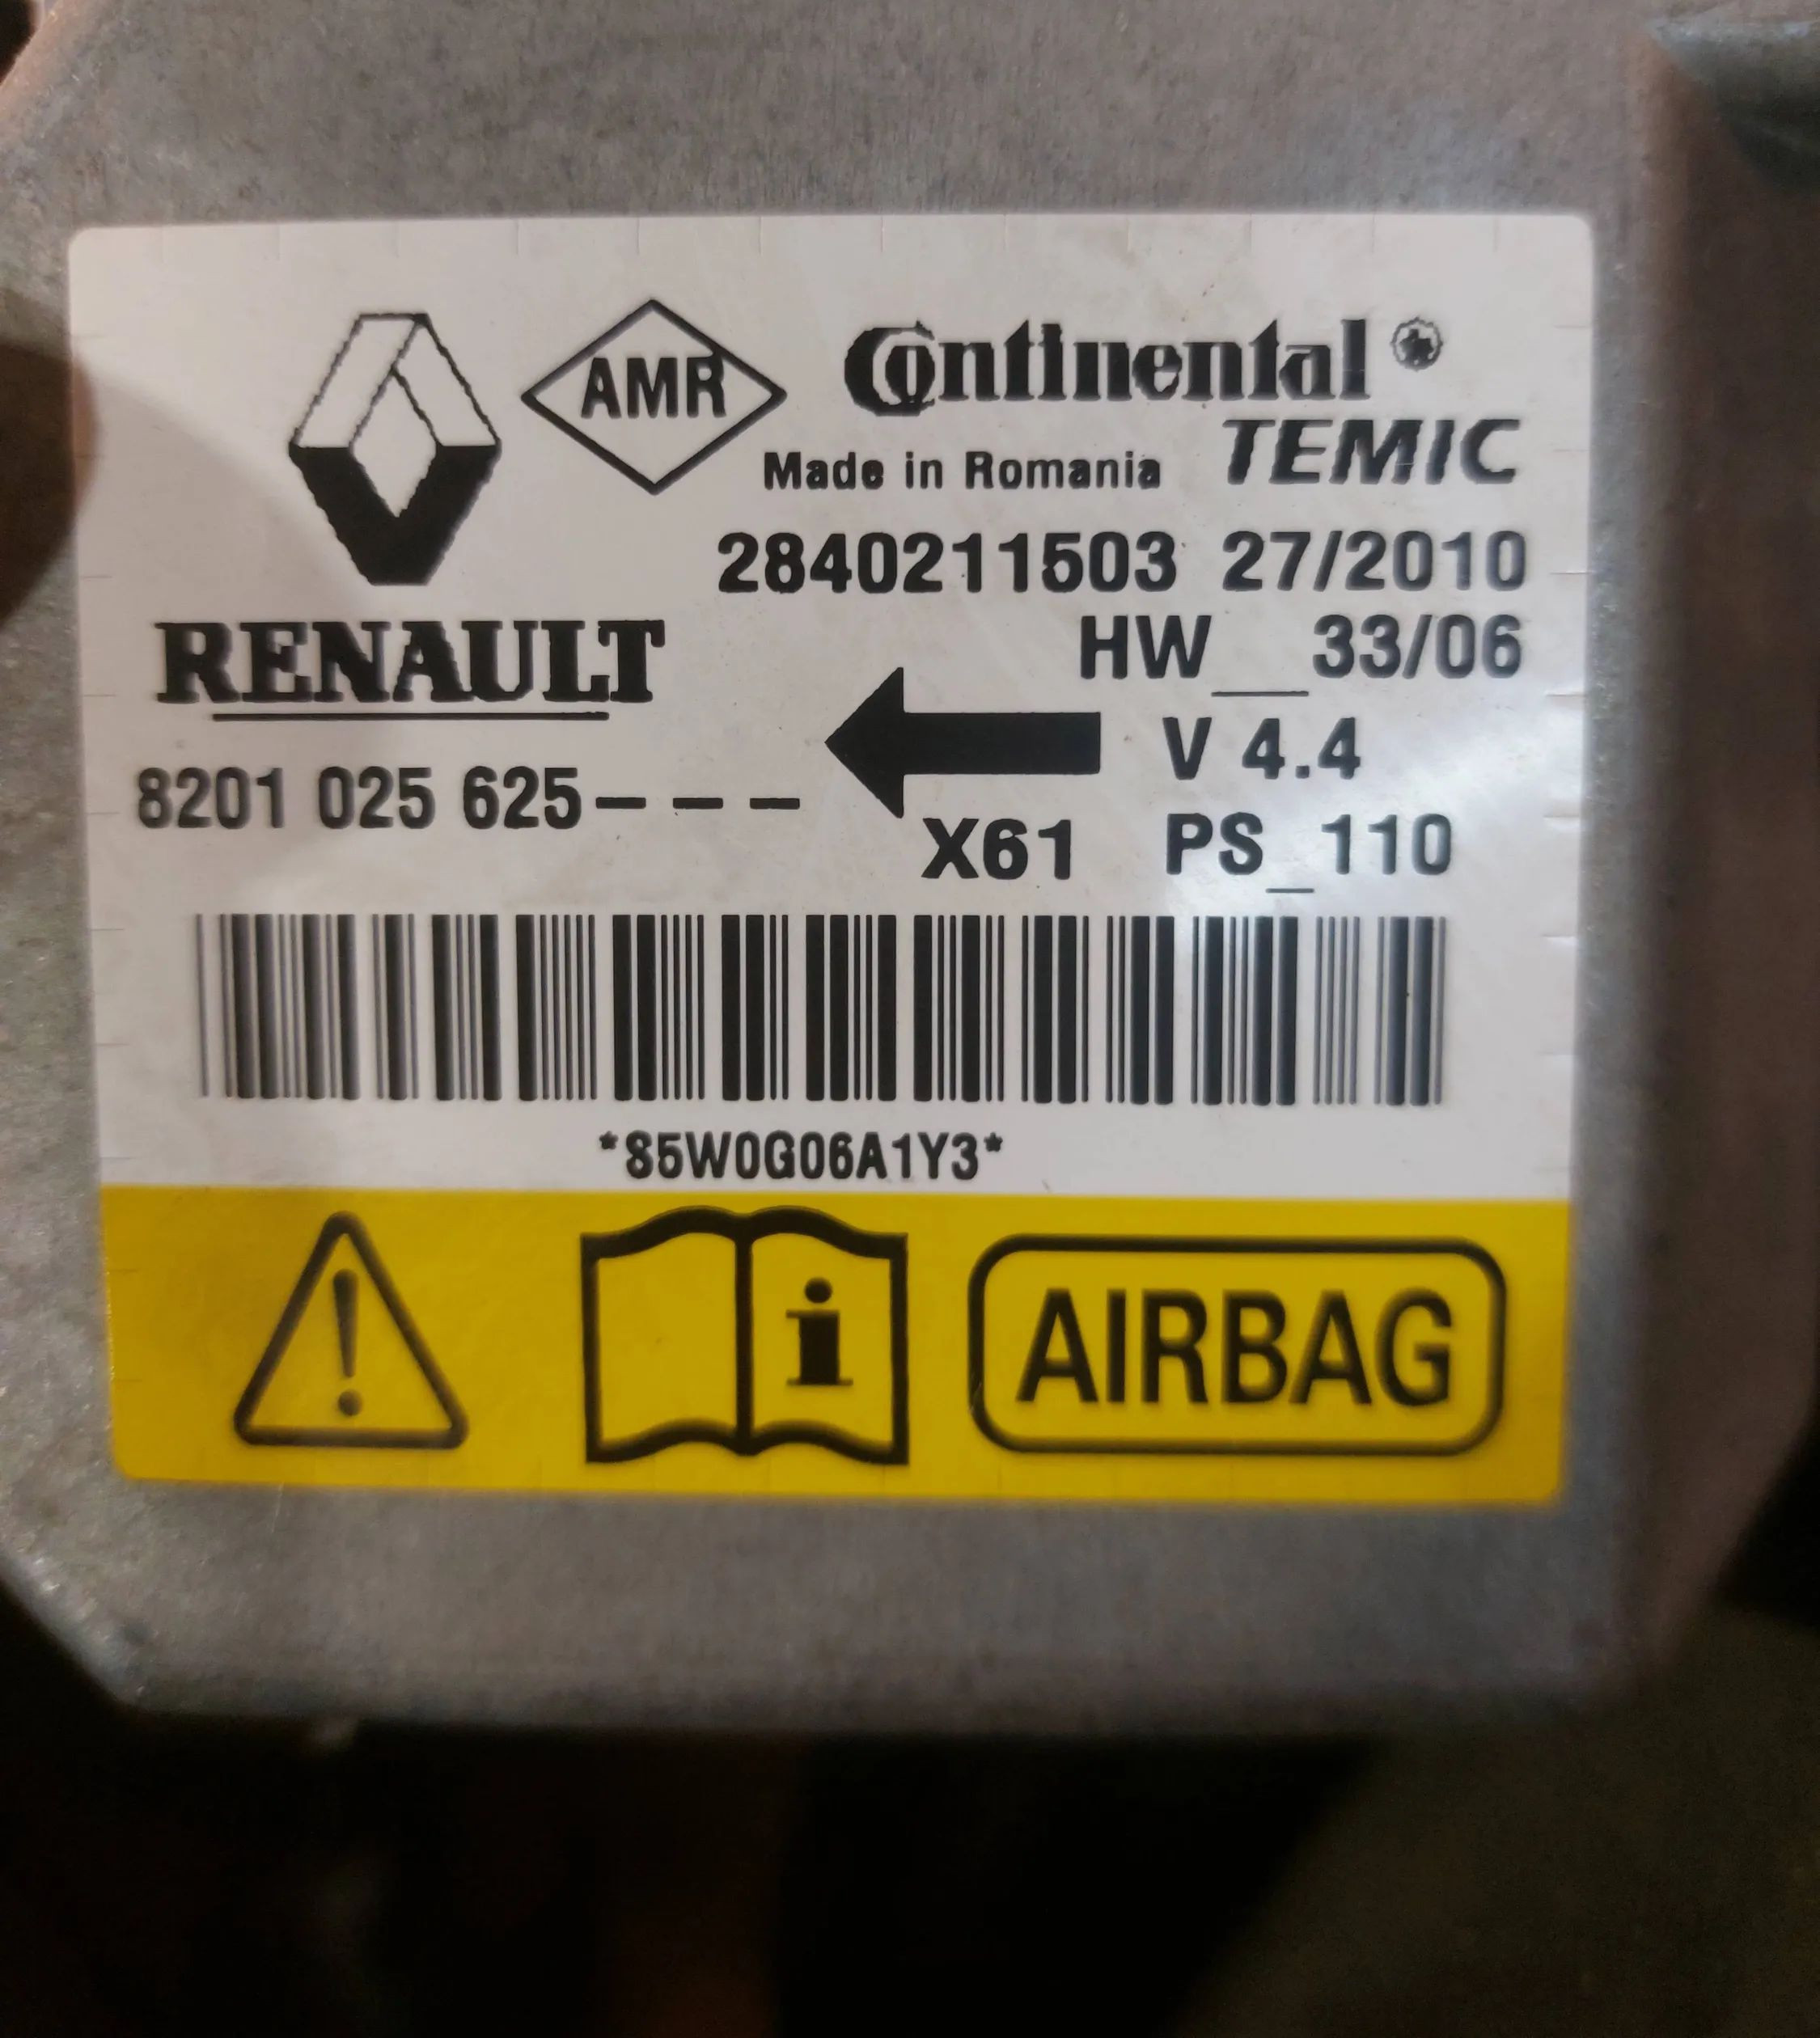 AMR
Continental
TEMIC
Made in Romania
2840211503 27/2010
HW__33/06
RENAULT
V 4.4
8201 025 625---
X61 PS_110
*85W0G06A1Y3*
! i AIRBAG